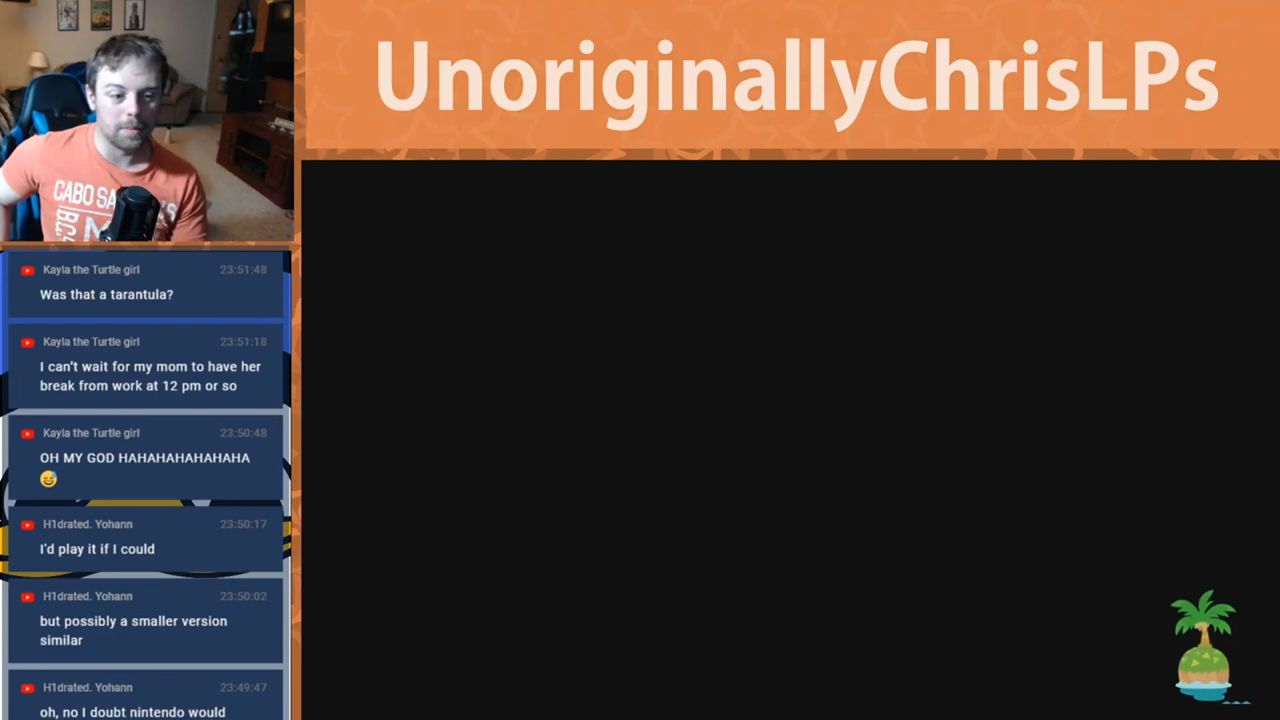 UnoriginallyChrisLPs
CABO SA
Kayla the Turtle girl 23:51:48
Was that a tarantula?
Kayla the Turtle girl 23:51:18
I can't wait for my mom to have her
break from work at 12 pm or so
Kayla the Turtle girl 23:50:48
OH MY GOD HAHAHAHAHAHAHA
😅
H1drated. Yohann 23:50:17
I'd play it if I could
H1drated. Yohann 23:50:02
but possibly a smaller version
similar
H1drated. Yohann 23:49:47
oh, no I doubt nintendo would